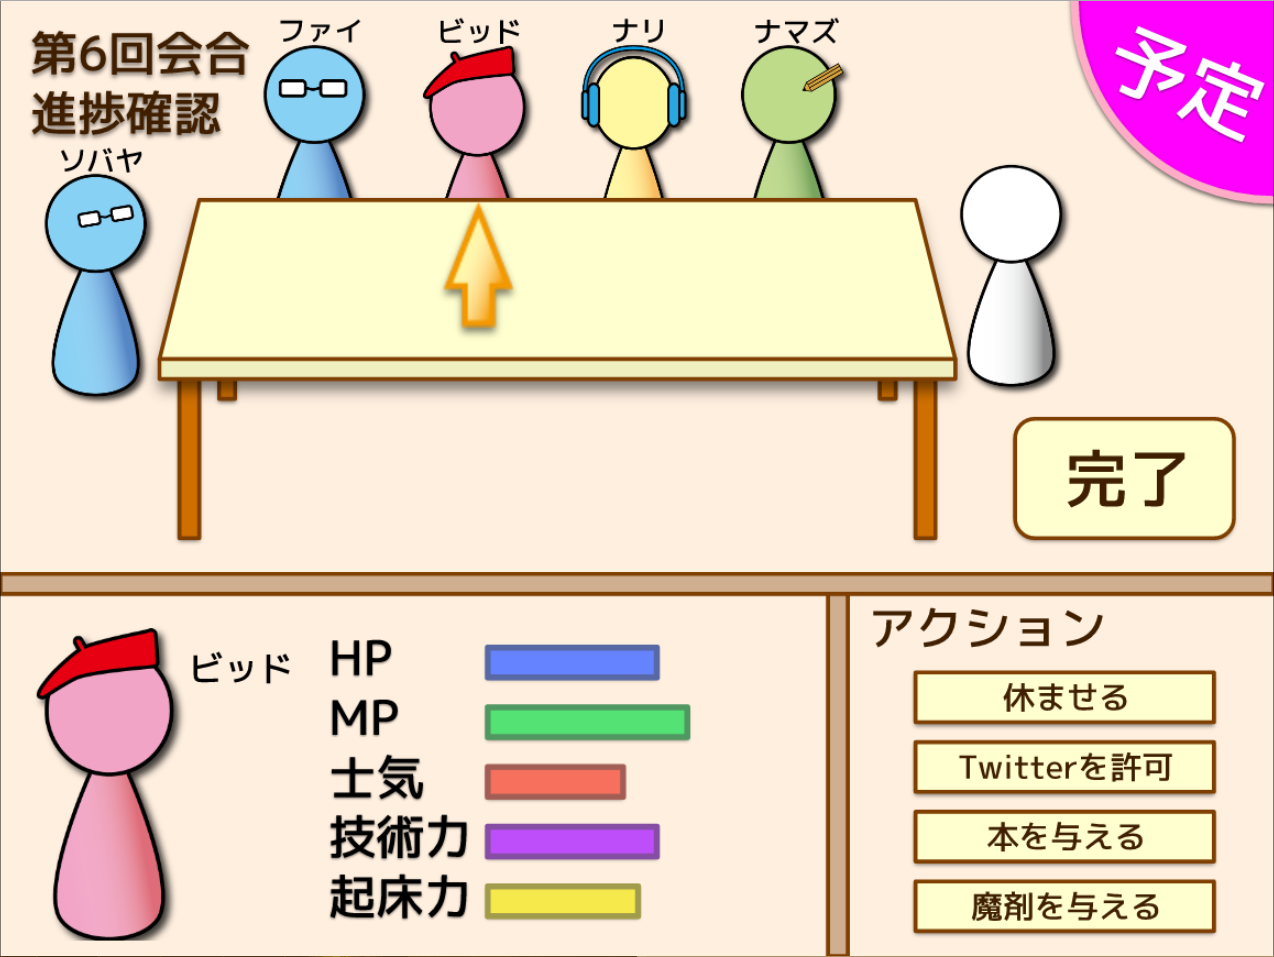 第6回会合
進捗確認
ファイ
ビッド
ナリ
ナマズ
予定
ソバヤ
完了
ビッド
HP
MP
士気
技術力
起床力
アクション
休ませる
Twitterを許可
本を与える
魔剤を与える